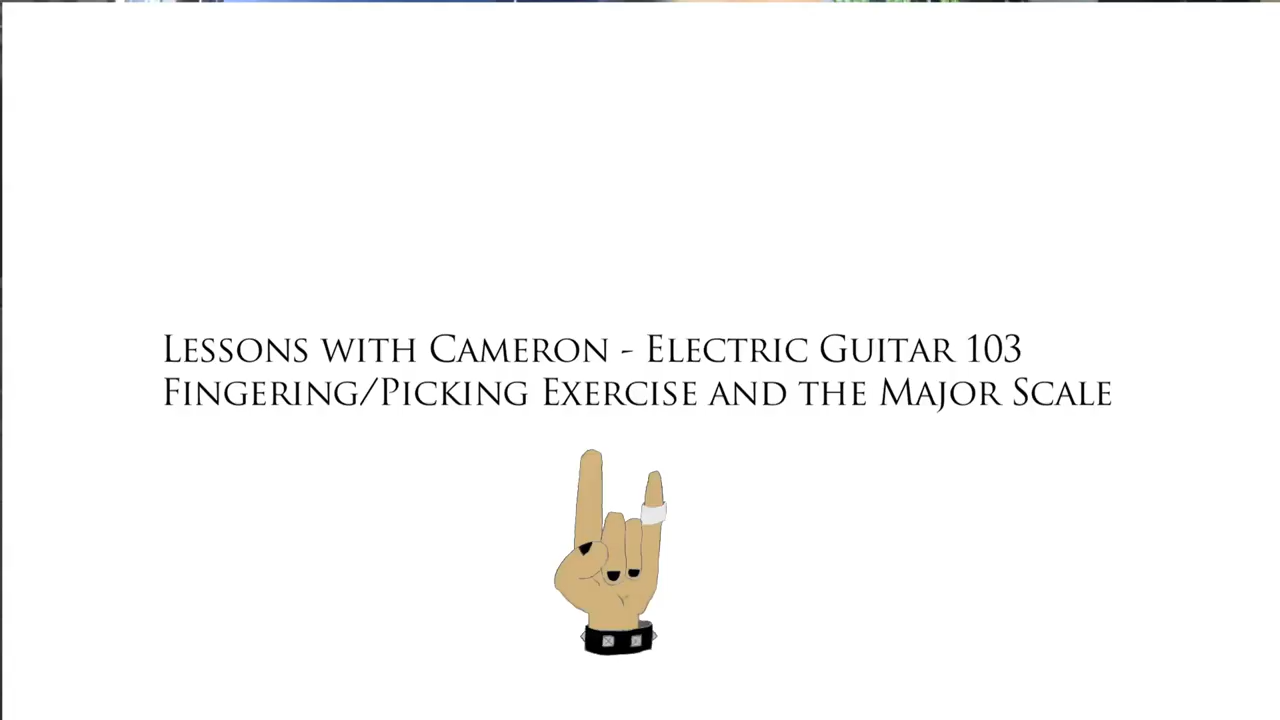 Lessons with Cameron - Electric Guitar 103
Fingering/Picking Exercise and the Major Scale